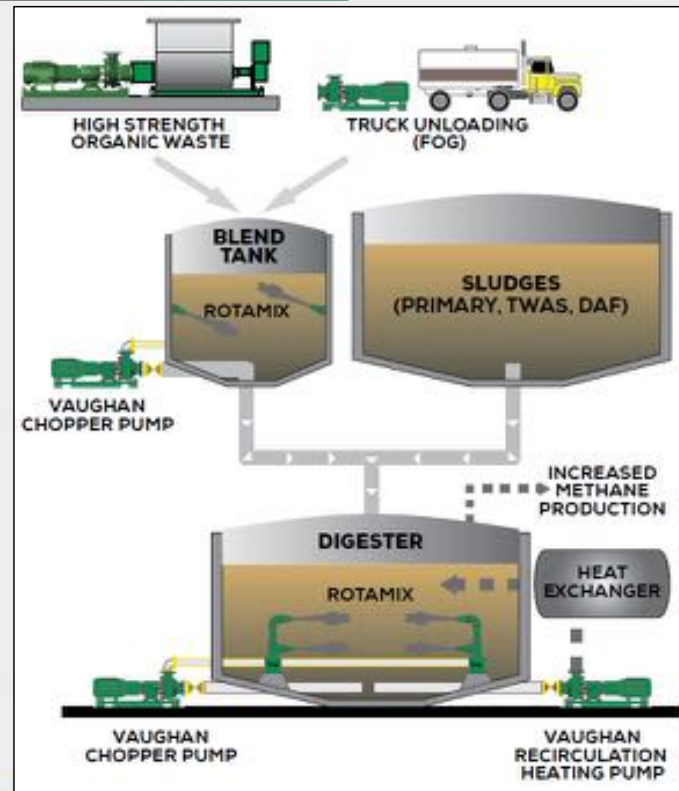 HIGH STRENGTH
ORGANIC WASTE
TRUCK UNLOADING
(FOG)
BLEND
TANK
ROTAMIX
SLUDGES
(PRIMARY, TWAS, DAF)
VAUGHAN
CHOPPER PUMP
INCREASED
METHANE
PRODUCTION
DIGESTER
ROTAMIX
HEAT
EXCHANGER
VAUGHAN
CHOPPER PUMP
VAUGHAN
RECIRCULATION
HEATING PUMP